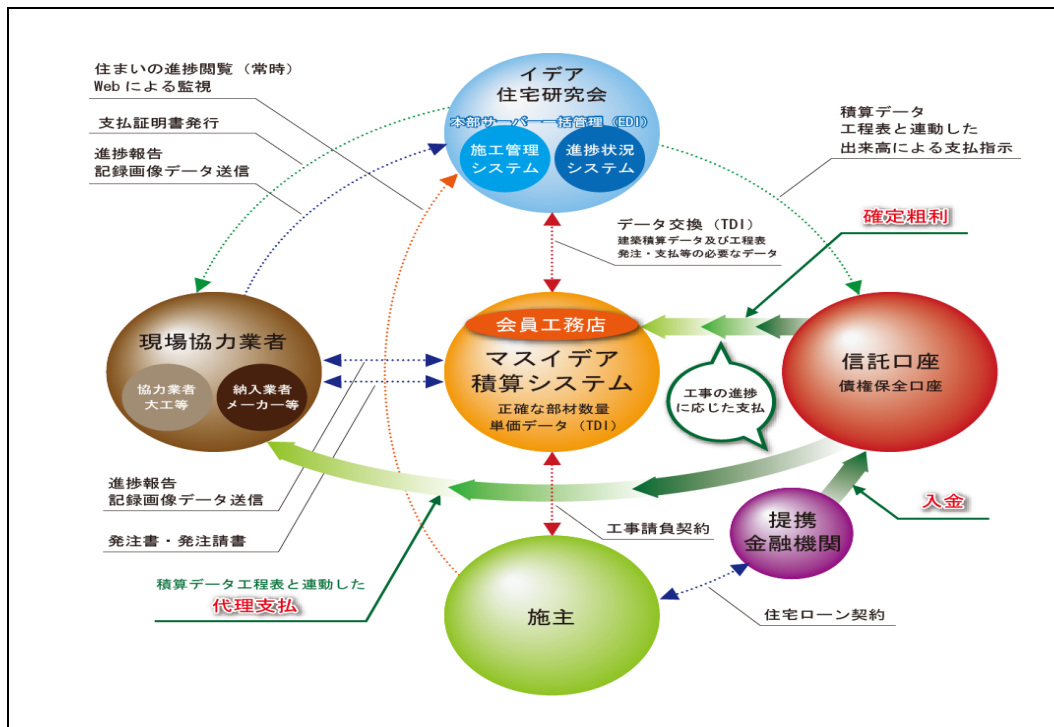 住まいの進捗閲覧（常時）
Webによる監視
支払証明書発行
進捗報告
記録画像データ送信
イデア
住宅研究会
本部サーバー一括管理（EDI）
施工管理
システム
進捗状況
システム
積算データ
工程表と連動した
出来高による支払指示
データ交換（TDI）
建築積算データ及び工程表
発注・支払等の必要なデータ
確定粗利
現場協力業者
協力業者
大工等
納入業者
メーカー等
会員工務店
マスイデア
積算システム
正確な部材数量
単価データ（TDI）
工事の進捗
に応じた支払
信託口座
債権保全口座
進捗報告
記録画像データ送信
発注書・発注請書
工事請負契約
提携
金融機関
入金
積算データ工程表と連動した
代理支払
施主
住宅ローン契約